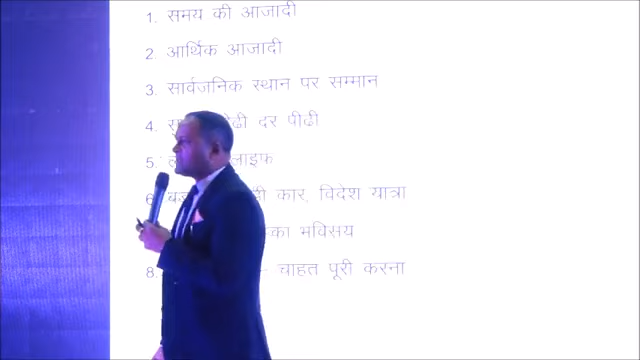 1. समय की आजादी
2. आर्थिक आजादी
3. सार्वजनिक स्थान पर सम्मान
4. दर पीढी
5. लाइफ
6. कार, विदेश यात्रा
7. भविसय
8. चाहत पूरी करना